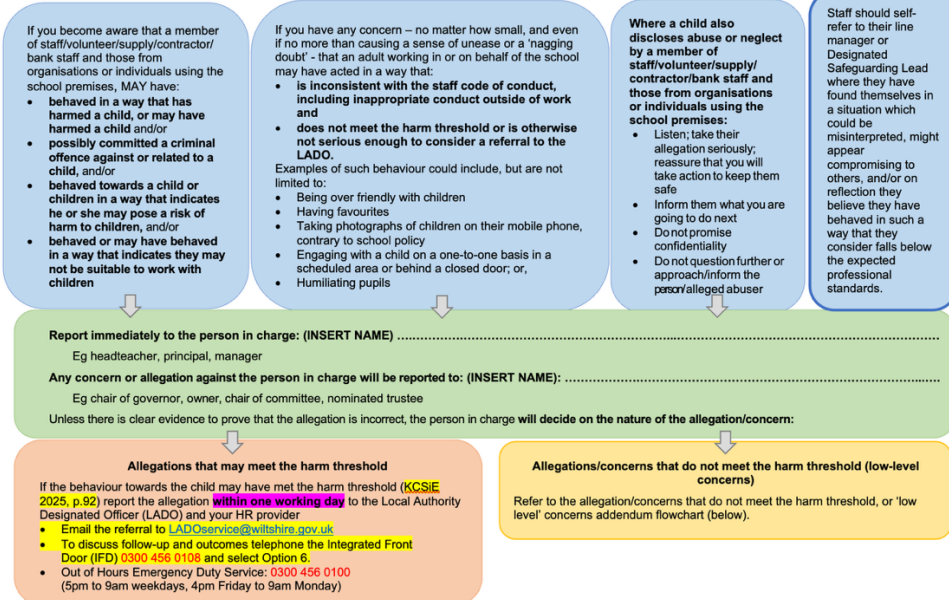 If you become aware that a member
of staff/volunteer/supply/contractor/
bank staff and those from
organisations or individuals using the
school premises, MAY have:
• behaved in a way that has
harmed a child, or may have
harmed a child and/or
• possibly committed a criminal
offence against or related to a
child, and/or
• behaved towards a child or
children in a way that indicates
he or she may pose a risk of
harm to children, and/or
• behaved or may have behaved
in a way that indicates they may
not be suitable to work with
children
If you have any concern – no matter how small, and even
if no more than causing a sense of unease or a ‘nagging
doubt’ - that an adult working in or on behalf of the school
may have acted in a way that:
• is inconsistent with the staff code of conduct,
including inappropriate conduct outside of work
and
• does not meet the harm threshold or is otherwise
not serious enough to consider a referral to the
LADO.
Examples of such behaviour could include, but are not
limited to:
• Being over friendly with children
• Having favourites
• Taking photographs of children on their mobile phone,
contrary to school policy
• Engaging with a child on a one-to-one basis in a
scheduled area or behind a closed door; or,
• Humiliating pupils
Where a child also
discloses abuse or neglect
by a member of
staff/volunteer/supply/
contractor/bank staff and
those from organisations
or individuals using the
school premises:
• Listen; take their
allegation seriously;
reassure that you will
take action to keep them
safe
• Inform them what you are
going to do next
• Do not promise
confidentiality
• Do not question further or
approach/inform the
person/alleged abuser
Staff should self-
refer to their line
manager or
Designated
Safeguarding Lead
where they have
found themselves in
a situation which
could be
misinterpreted, might
appear
compromising to
others, and/or on
reflection they
believe they have
behaved in such a
way that they
consider falls below
the expected
professional
standards.
Report immediately to the person in charge: (INSERT NAME) ……………………………………………………………………………
Eg headteacher, principal, manager
Any concern or allegation against the person in charge will be reported to: (INSERT NAME): …………………………………………………
Eg chair of governor, owner, chair of committee, nominated trustee
Unless there is clear evidence to prove that the allegation is incorrect, the person in charge will decide on the nature of the allegation/concern:
Allegations that may meet the harm threshold
If the behaviour towards the child may have met the harm threshold (KCSiE
2025, p.92) report the allegation within one working day to the Local Authority
Designated Officer (LADO) and your HR provider
• Email the referral to LADOservice@wiltshire.gov.uk
• To discuss follow-up and outcomes telephone the Integrated Front
Door (IFD) 0300 456 0108 and select Option 6.
• Out of Hours Emergency Duty Service: 0300 456 0100
(5pm to 9am weekdays, 4pm Friday to 9am Monday)
Allegations/concerns that do not meet the harm threshold (low-level
concerns)
Refer to the allegation/concerns that do not meet the harm threshold, or ‘low
level’ concerns addendum flowchart (below).